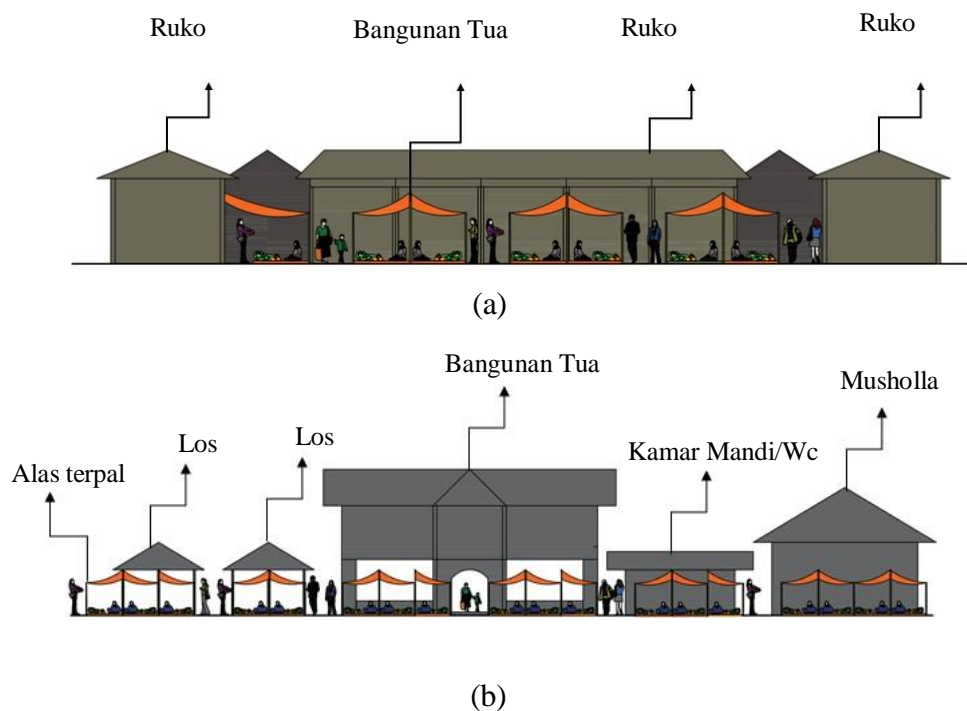 Ruko
Bangunan Tua
Ruko
Ruko
(a)
Bangunan Tua
Musholla
Los
Los
Kamar Mandi/Wc
Alas terpal
(b)